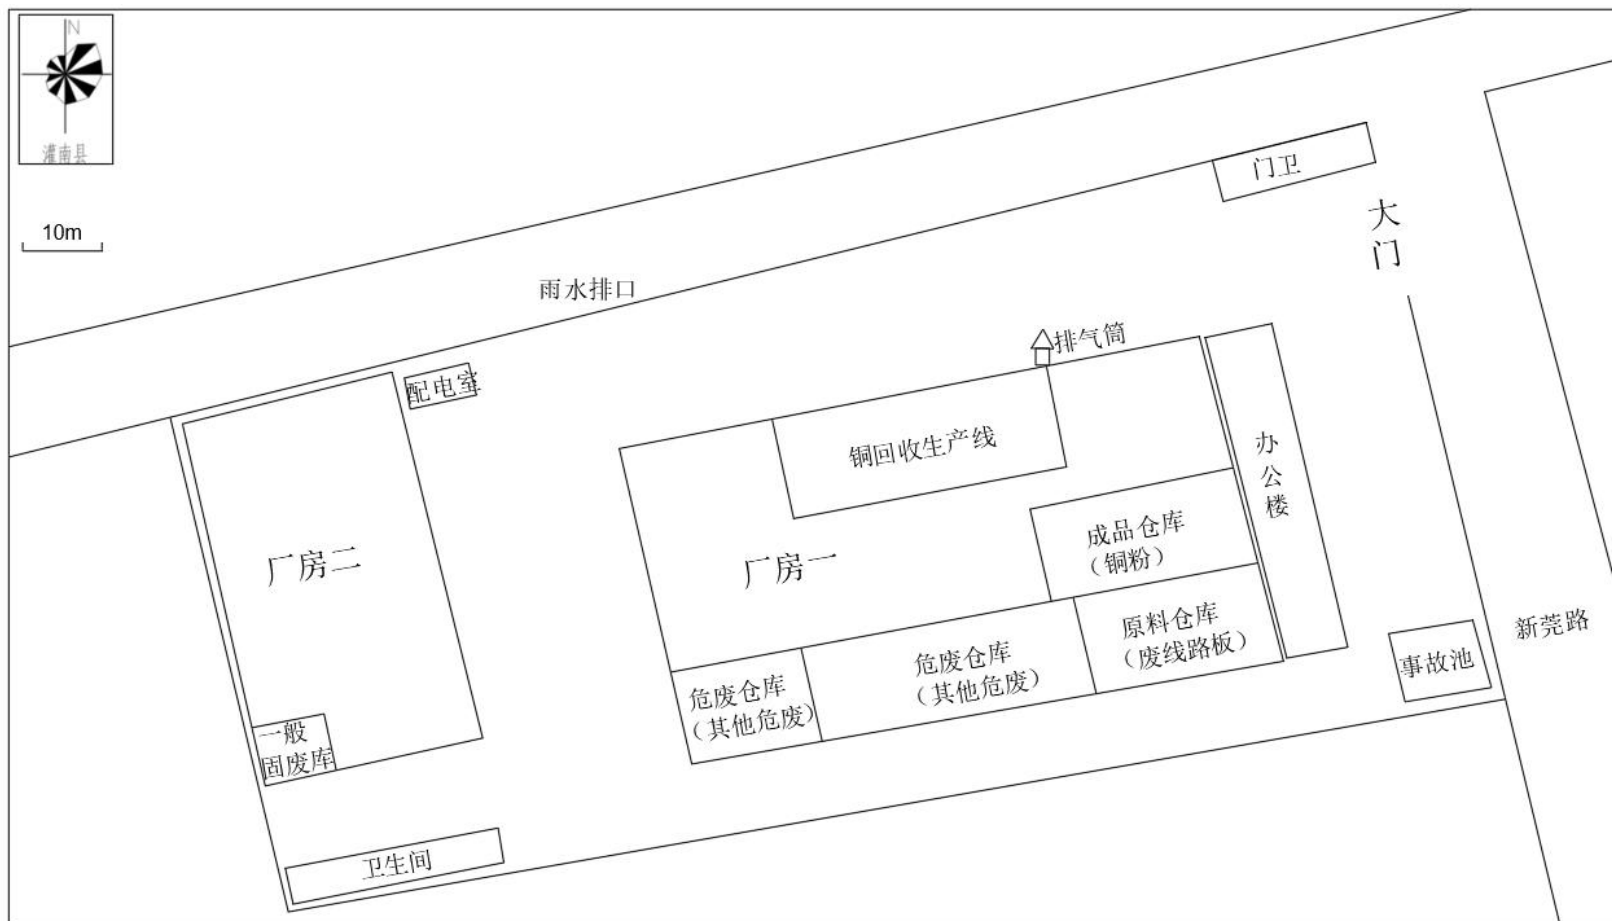 N
灌南县
10m
门卫
大
门
雨水排口
排气筒
配电室
铜回收生产线
办
公
楼
成品仓库
（铜粉）
厂房二
厂房一
原料仓库
（废线路板）
新莞路
危废仓库
（其他危废）
事故池
危废仓库
（其他危废）
一般
固废库
卫生间